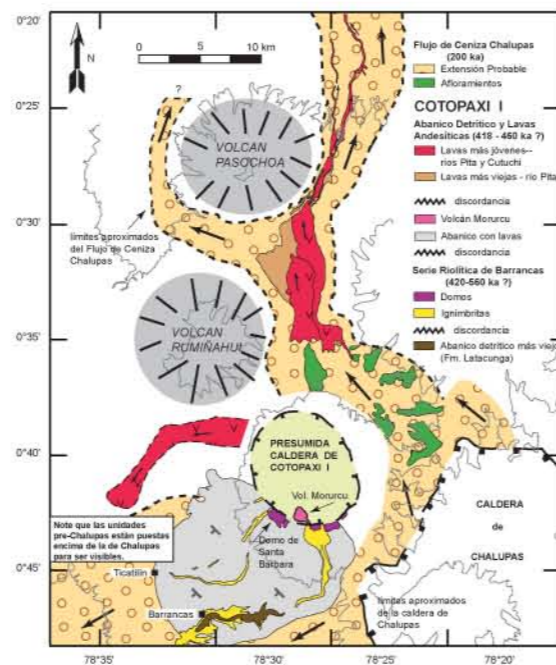 0°20'
0°25'
0°30'
0°35'
0°40'
0°45'
78°35'
78°30'
78°25'
78°20'
N
0 5 10 km
?
VOLCAN
PASOCHOA
límites aproximados
del Flujo de Ceniza
Chalupas
VOLCAN
RUMIÑAHUI
PRESUMIDA
CALDERA DE
COTOPAXI I
Vol. Morurcu
Domo de
Santa
Bárbara
Note que las unidades
pre-Chalupas están puestas
encima de la de Chalupas
para ser visibles.
Ticatilín
Barrancas
CALDERA
de
CHALUPAS
límites aproximados
de la caldera de
Chalupas
Flujo de Ceniza Chalupas
(200 ka)
Extensión Probable
Afloramientos
COTOPAXI I
Abanico Detrítico y Lavas
Andesíticas (418 - 460 ka ?)
Lavas más jóvenes--
rios Pita y Cutuchi
Lavas más viejas - río Pita
discordancia
Volcán Morurcu
Abanico con lavas
discordancia
Serie Riolítica de Barrancas
(420-560 ka ?)
Domos
Ignimbritas
discordancia
Abanico detrítico más viejo
(Fm. Latacunga)